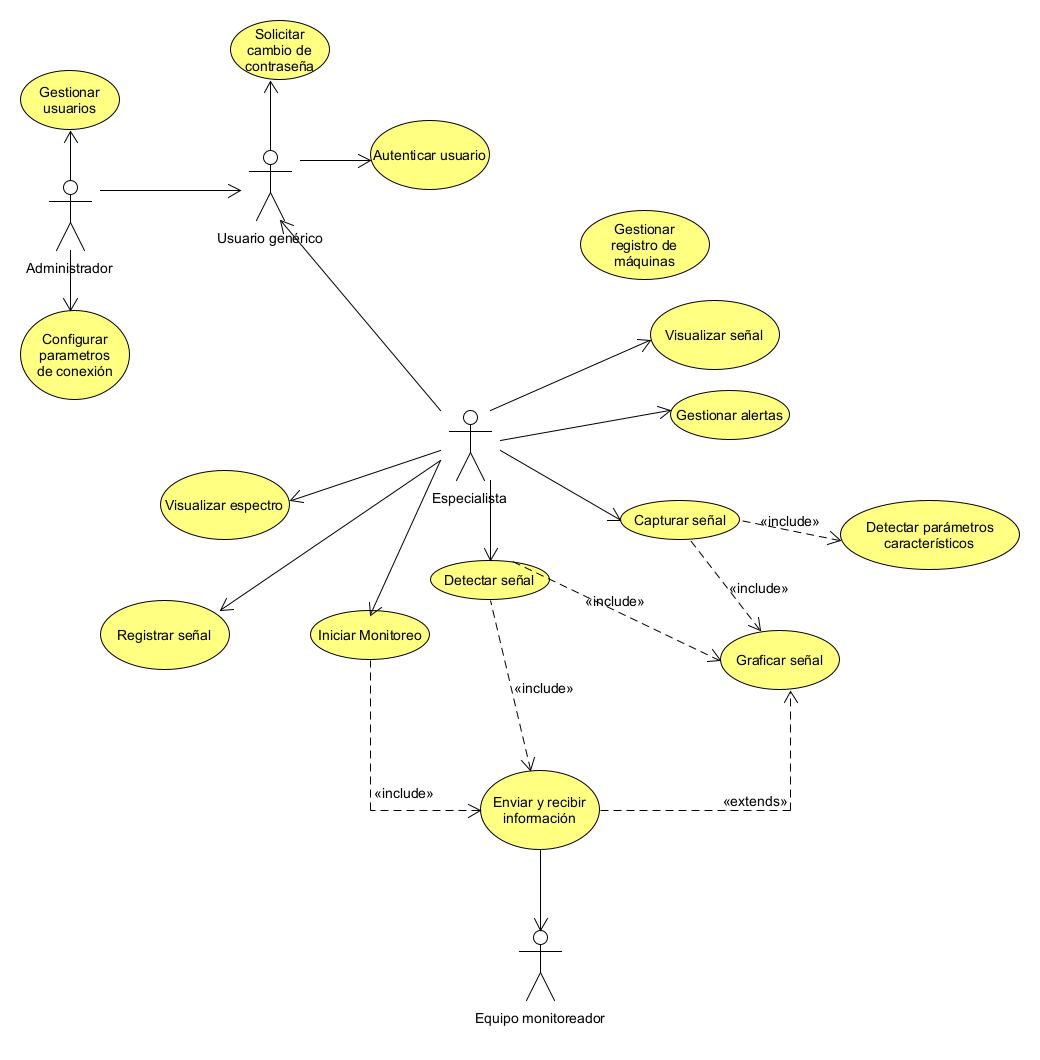 Solicitar
cambio de
contraseña
Gestionar
usuarios
Autenticar usuario
Usuario genérico
Administrador
Gestionar
registro de
máquinas
Configurar
parametros
de conexión
Visualizar señal
Gestionar alertas
Especialista
Visualizar espectro
Capturar señal
«include»
Detectar parámetros
característicos
Detectar señal
«include»
«include»
Registrar señal
Iniciar Monitoreo
Graficar señal
«include»
«include»
Enviar y recibir
información
«extends»
Equipo monitoreador